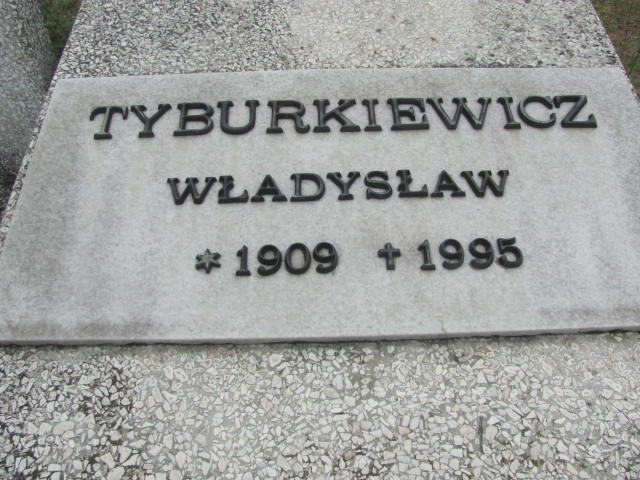 TYBURKIEWICZ
WŁADYSŁAW
* 1909 † 1995